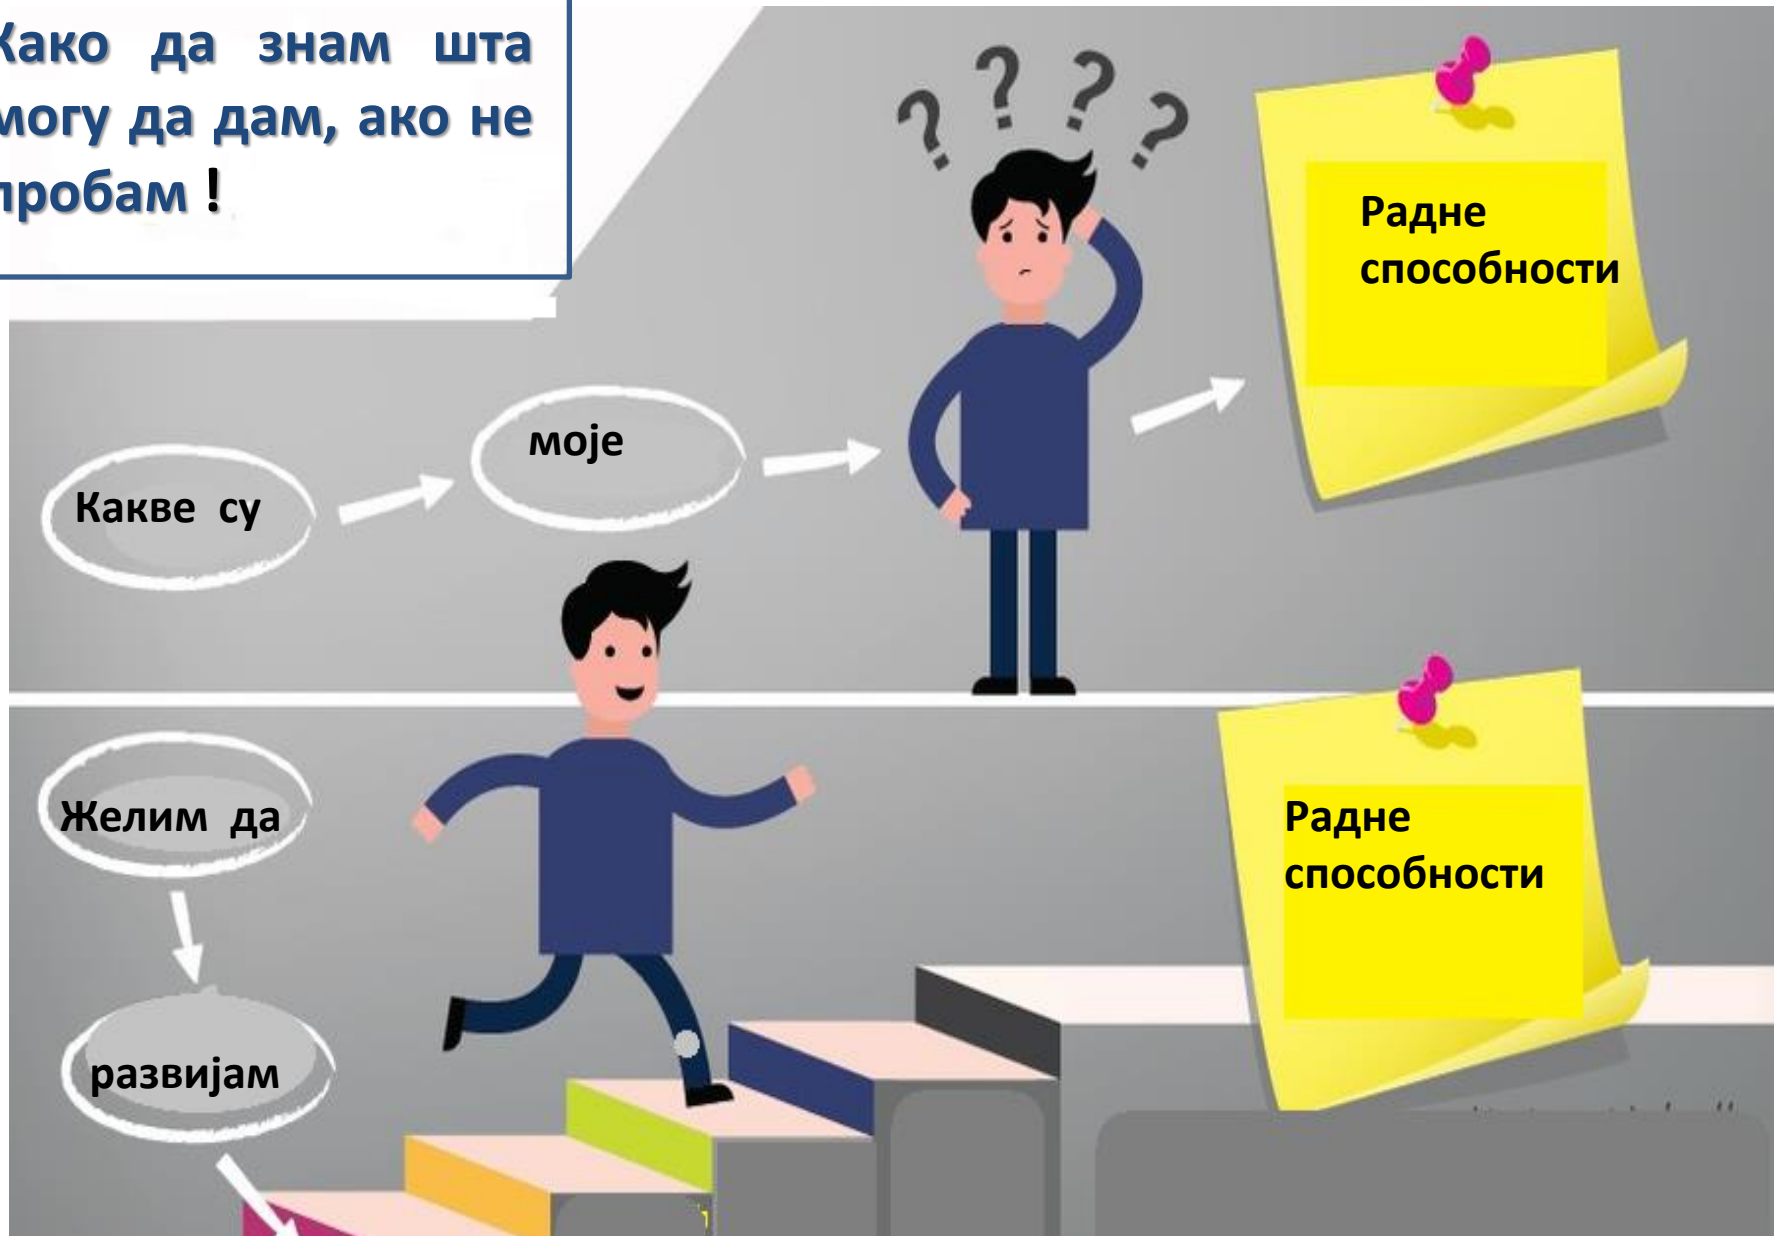 Како да знам шта
могу да дам, ако не
пробам !
Радне
способности
моје
Какве су
Желим да
Радне
способности
развијам